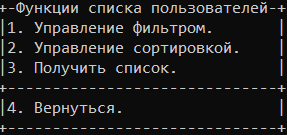 +-Функции списка пользователей-+
|1. Управление фильтром.       |
|2. Управление сортировкой.    |
|3. Получить список.           |
+------------------------------+
|4. Вернуться.                 |
+------------------------------+